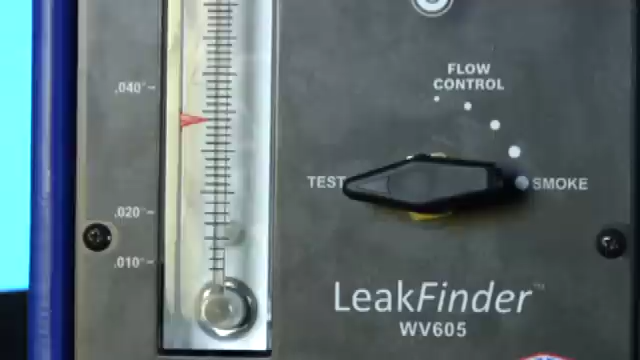 FLOW
CONTROL
.040"
TEST
SMOKE
.020"
.010"
LeakFinder™
WV605